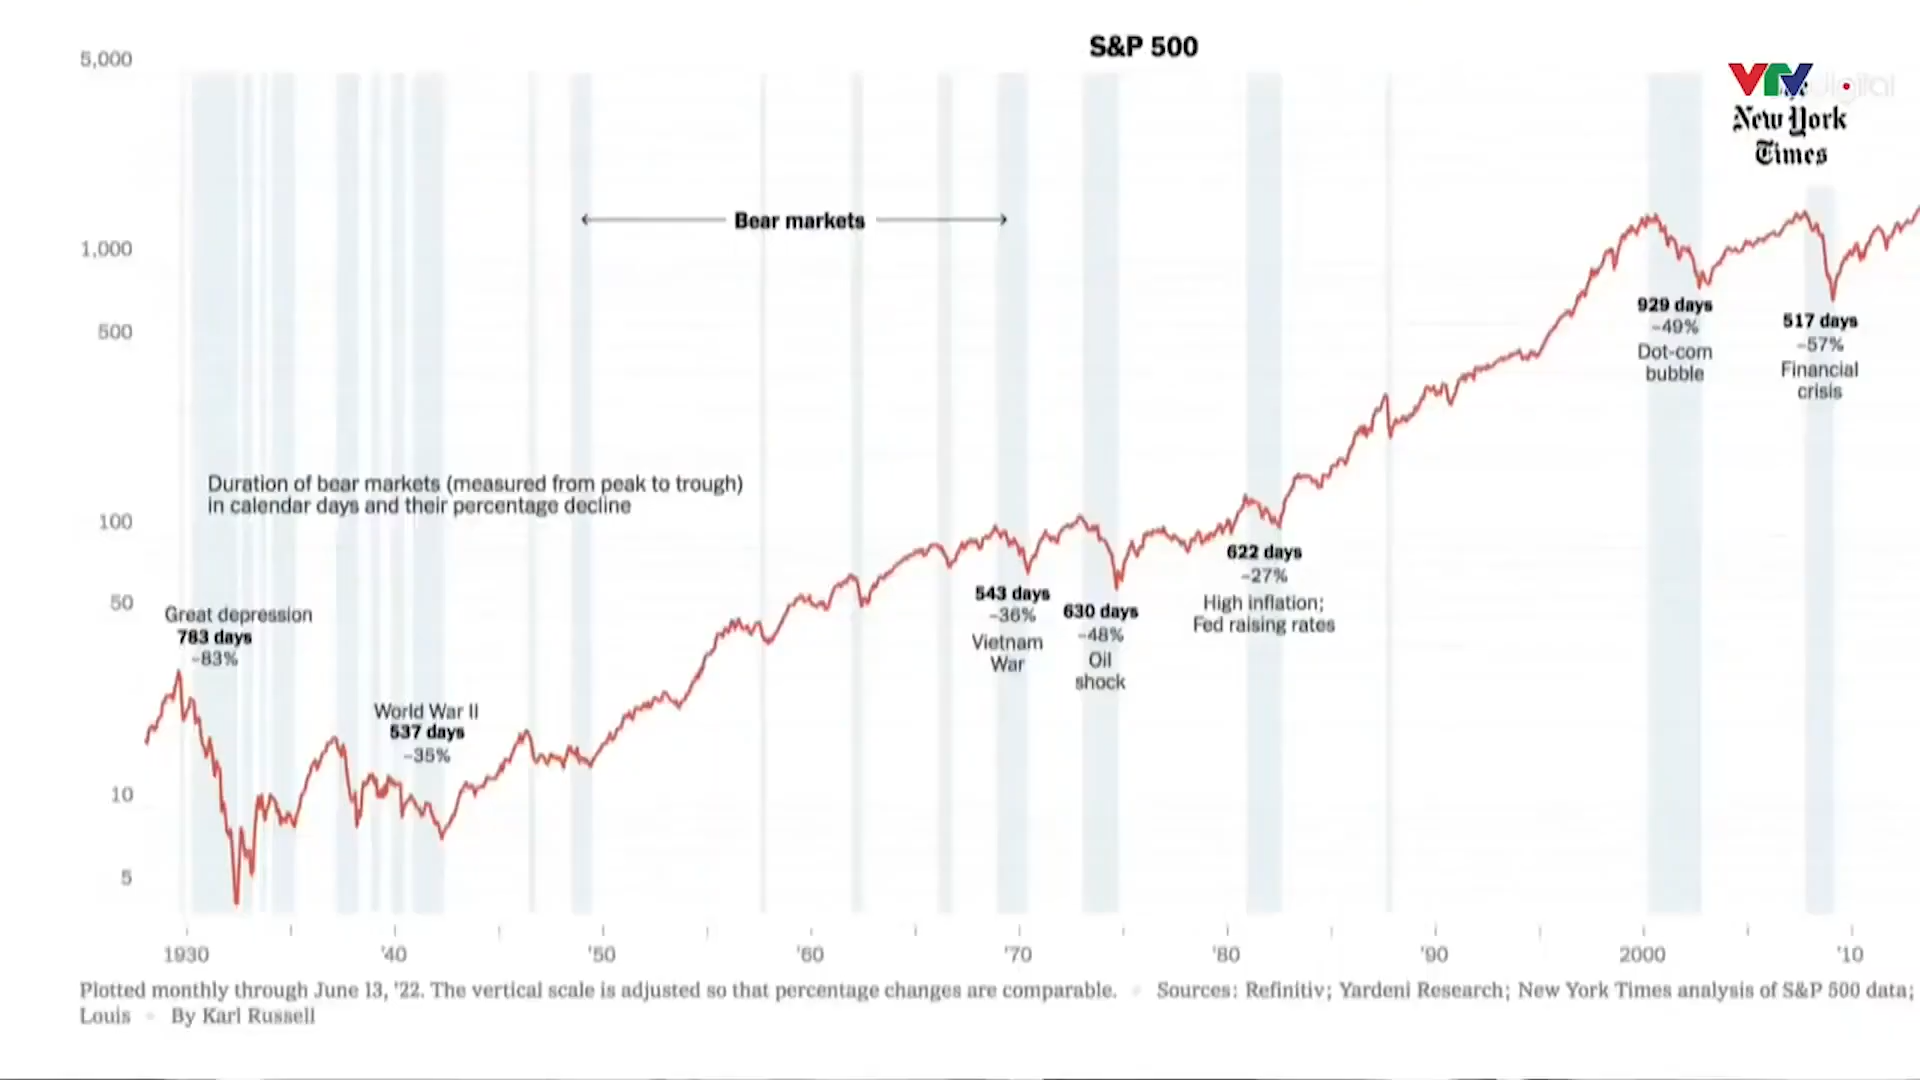 S&P 500
VTV digital
New York
Times
5,000
1,000
500
100
50
10
5
Bear markets
Duration of bear markets (measured from peak to trough)
in calendar days and their percentage decline
Great depression
783 days
-83%
World War II
537 days
-35%
543 days
-36%
Vietnam
War
630 days
-48%
Oil
shock
622 days
-27%
High inflation;
Fed raising rates
929 days
-49%
Dot-com
bubble
517 days
-57%
Financial
crisis
1930 '40 '50 '60 '70 '80 '90 2000 '10
Plotted monthly through June 13, '22. The vertical scale is adjusted so that percentage changes are comparable. • Sources: Refinitiv; Yardeni Research; New York Times analysis of S&P 500 data;
Louis • By Karl Russell